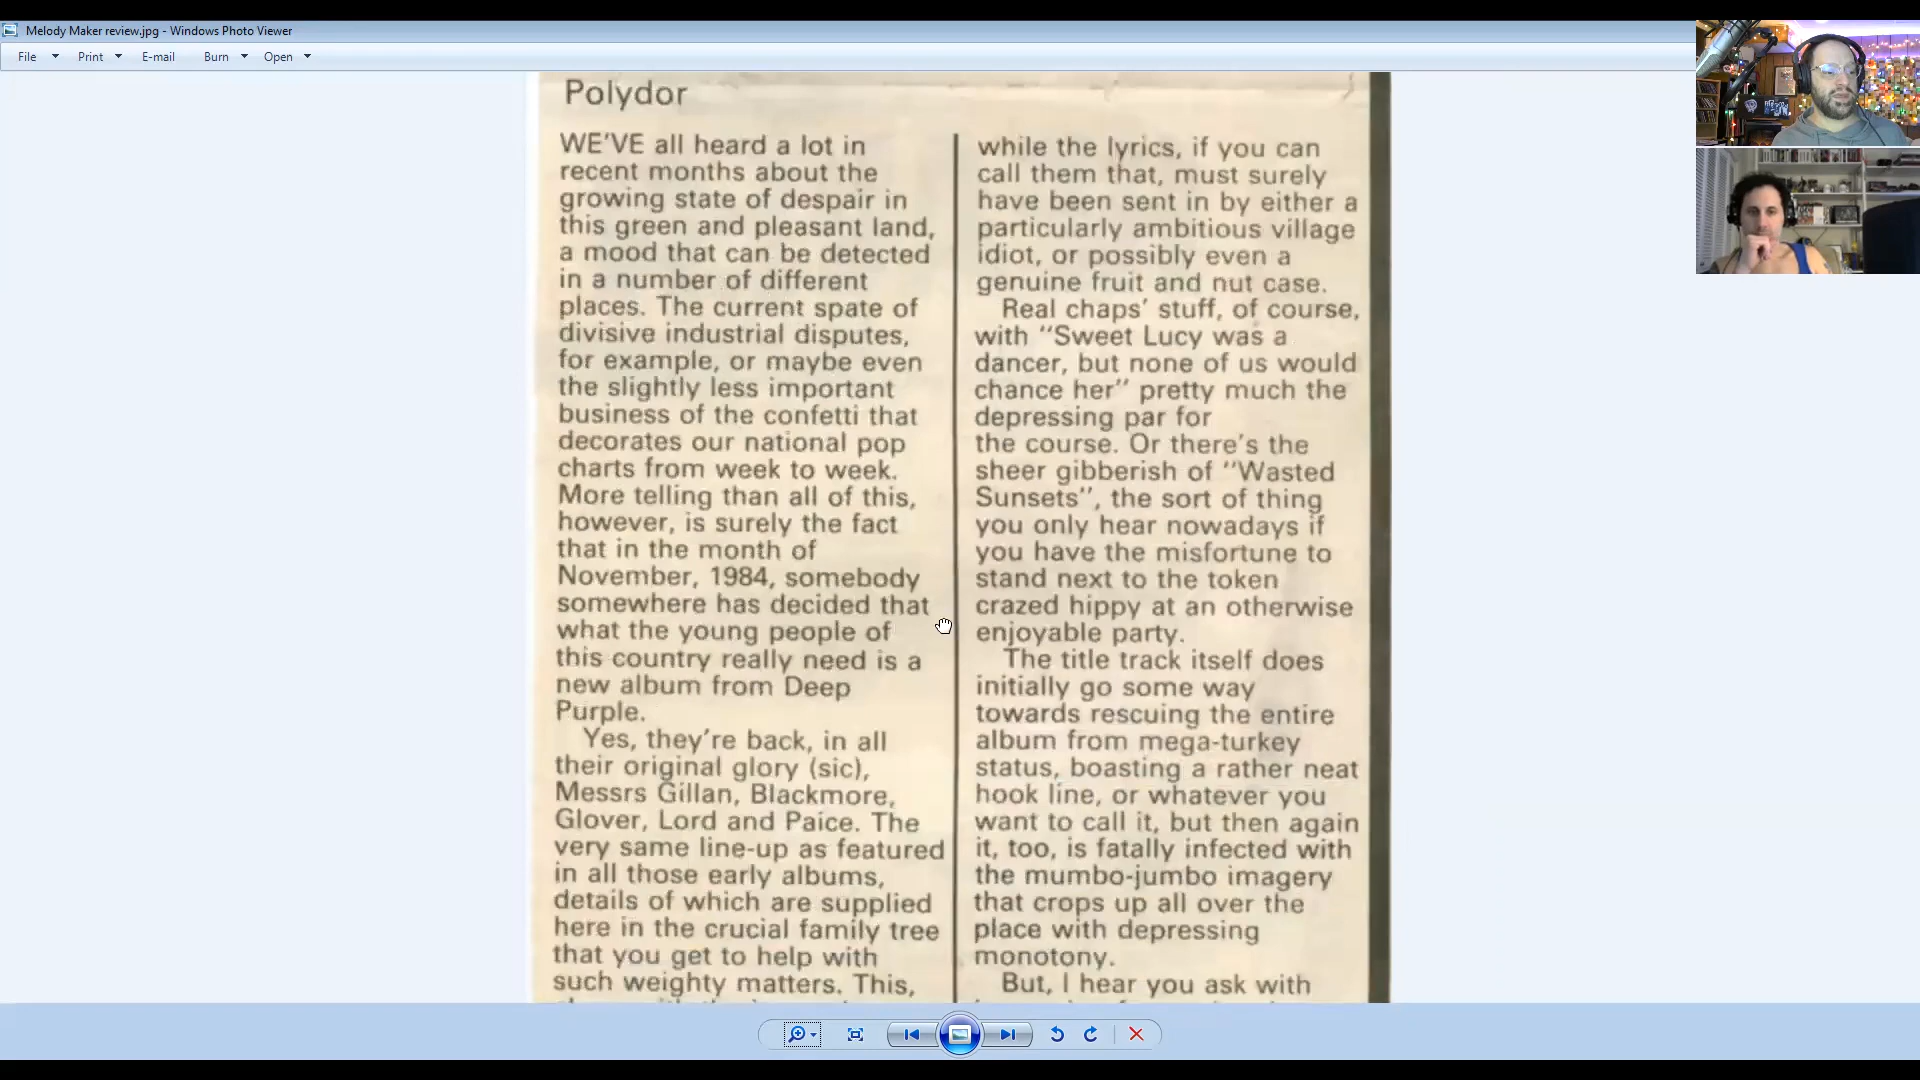 Melody Maker review.jpg - Windows Photo Viewer
File Print E-mail Burn Open
Polydor
WE'VE all heard a lot in
recent months about the
growing state of despair in
this green and pleasant land,
a mood that can be detected
in a number of different
places. The current spate of
divisive industrial disputes,
for example, or maybe even
the slightly less important
business of the confetti that
decorates our national pop
charts from week to week.
More telling than all of this,
however, is surely the fact
that in the month of
November, 1984, somebody
somewhere has decided that
what the young people of
this country really need is a
new album from Deep
Purple.
Yes, they're back, in all
their original glory (sic),
Messrs Gillan, Blackmore,
Glover, Lord and Paice. The
very same line-up as featured
in all those early albums,
details of which are supplied
here in the crucial family tree
that you get to help with
such weighty matters. This,
while the lyrics, if you can
call them that, must surely
have been sent in by either a
particularly ambitious village
idiot, or possibly even a
genuine fruit and nut case.
Real chaps' stuff, of course,
with "Sweet Lucy was a
dancer, but none of us would
chance her" pretty much the
depressing par for
the course. Or there's the
sheer gibberish of "Wasted
Sunsets", the sort of thing
you only hear nowadays if
you have the misfortune to
stand next to the token
crazed hippy at an otherwise
enjoyable party.
The title track itself does
initially go some way
towards rescuing the entire
album from mega-turkey
status, boasting a rather neat
hook line, or whatever you
want to call it, but then again
it, too, is fatally infected with
the mumbo-jumbo imagery
that crops up all over the
place with depressing
monotony.
But, I hear you ask with